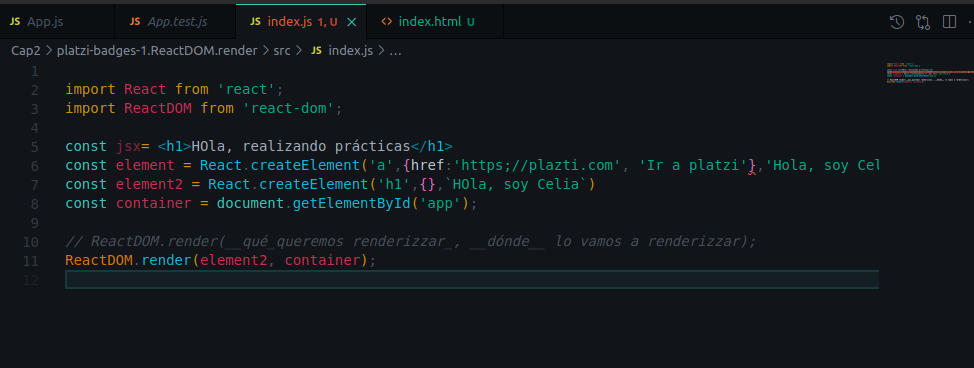 JS App.js JS App.test.js JS index.js 1, U × <> index.html U
Cap2 > platzi-badges-1.ReactDOM.render > src > JS index.js > ...
1
2 import React from 'react';
3 import ReactDOM from 'react-dom';
4
5 const jsx= <h1>HOla, realizando prácticas</h1>
6 const element = React.createElement('a',{href:'https;//plazti.com', 'Ir a platzi'},'Hola, soy Cel
7 const element2 = React.createElement('h1',{},`HOla, soy Celia`)
8 const container = document.getElementById('app');
9
10 // ReactDOM.render(__qué_queremos renderizzar_, __dónde__ lo vamos a renderizzar);
11 ReactDOM.render(element2, container);
12